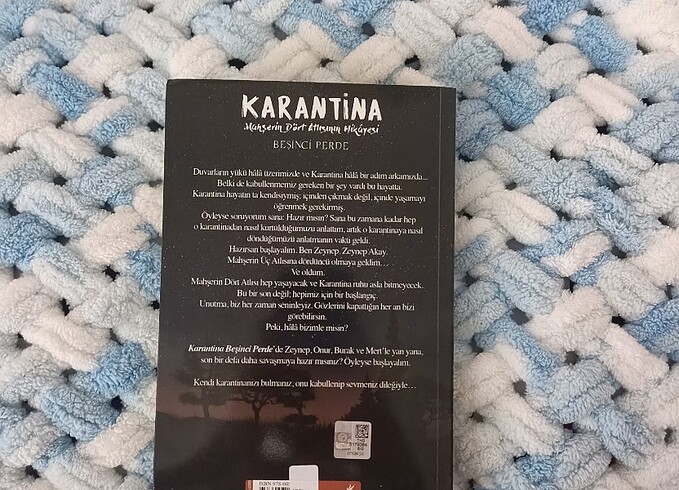 KARANTİNA
Mahşerin Dört Atlısının Hikâyesi
BEŞİNCİ PERDE
Duvarların yükü hâlâ üzerimizde ve Karantina hâlâ bir adım arkamızda...
Belki de kabullenmemiz gereken bir şey vardı bu hayatta.
Karantina hayatın ta kendisiymiş; içinden çıkmak değil, içinde yaşamayı
öğrenmek gerekirmiş.
Öyleyse soruyorum sana: Hazır mısın? Sana bu zamana kadar hep
o karantinadan nasıl kurtulduğumuzu anlattım, artık o karantinaya nasıl
döndüğümüzü anlatmanın vakti geldi.
Hazırsan başlayalım. Ben Zeynep. Zeynep Akay.
Mahşerin Üç Atlısına dördüncü olmaya geldim...
Ve oldum.
Mahşerin Dört Atlısı hep yaşayacak ve Karantina ruhu asla bitmeyecek.
Bu bir son değil; hepimiz için bir başlangıç.
Unutma, biz her zaman seninleyiz. Gözlerini kapattığın her an bizi
görebilirsin.
Peki, hâlâ bizimle misin?
Karantina Beşinci Perde'de Zeynep, Onur, Burak ve Mert'le yan yana,
son bir defa daha savaşmaya hazır mısınız? Öyleyse başlayalım.
Kendi karantinanızı bulmanız, onu kabullenip sevmeniz dileğiyle...